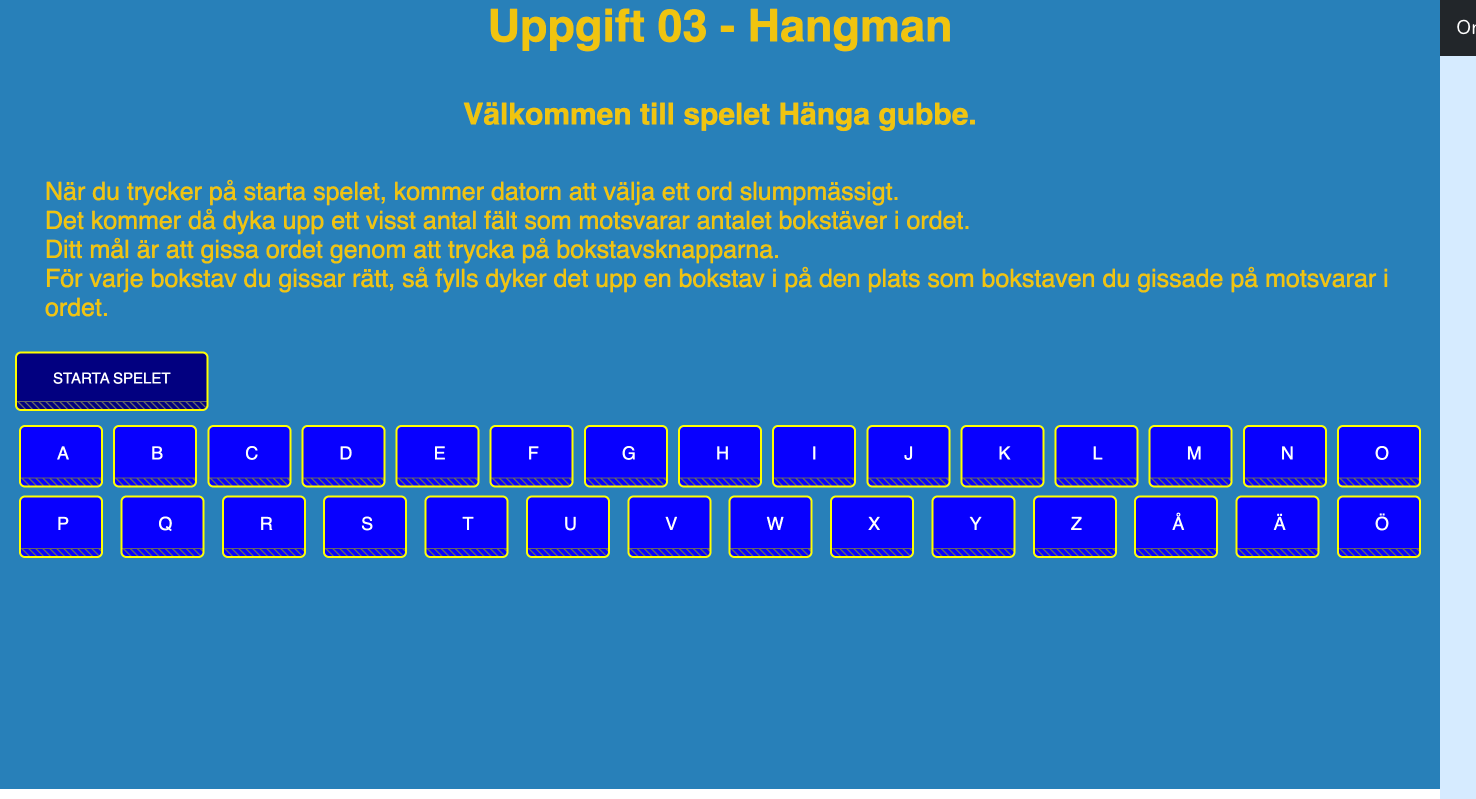 Uppgift 03 - Hangman
Välkommen till spelet Hänga gubbe.
När du trycker på starta spelet, kommer datorn att välja ett ord slumpmässigt.
Det kommer då dyka upp ett visst antal fält som motsvarar antalet bokstäver i ordet.
Ditt mål är att gissa ordet genom att trycka på bokstavsknapparna.
För varje bokstav du gissar rätt, så fylls dyker det upp en bokstav i på den plats som bokstaven du gissade på motsvarar i
ordet.
STARTA SPELET
A B C D E F G H I J K L M N O
P Q R S T U V W X Y Z Å Ä Ö